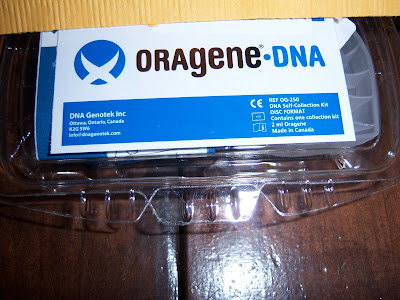 ORAgene®•DNA
DNA Genotek Inc
Ottawa, Ontario, Canada
K2G 5W6
info@dnagenotek.com
CE REF OG-250
DNA Self-Collection Kit
DISC FORMAT
Contains one collection kit
2 ml Oragene
Made in Canada